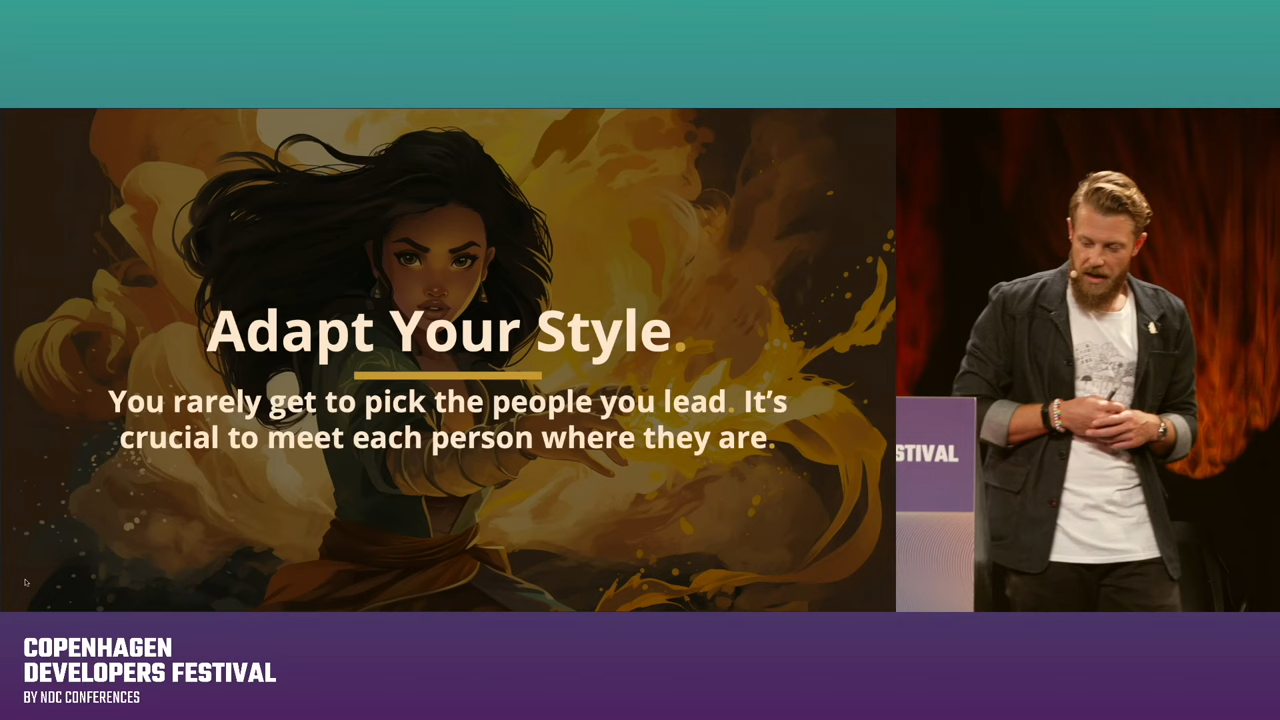 Adapt Your Style.
You rarely get to pick the people you lead. It's
crucial to meet each person where they are.
STIVAL
COPENHAGEN
DEVELOPERS FESTIVAL
BY NDC CONFERENCES